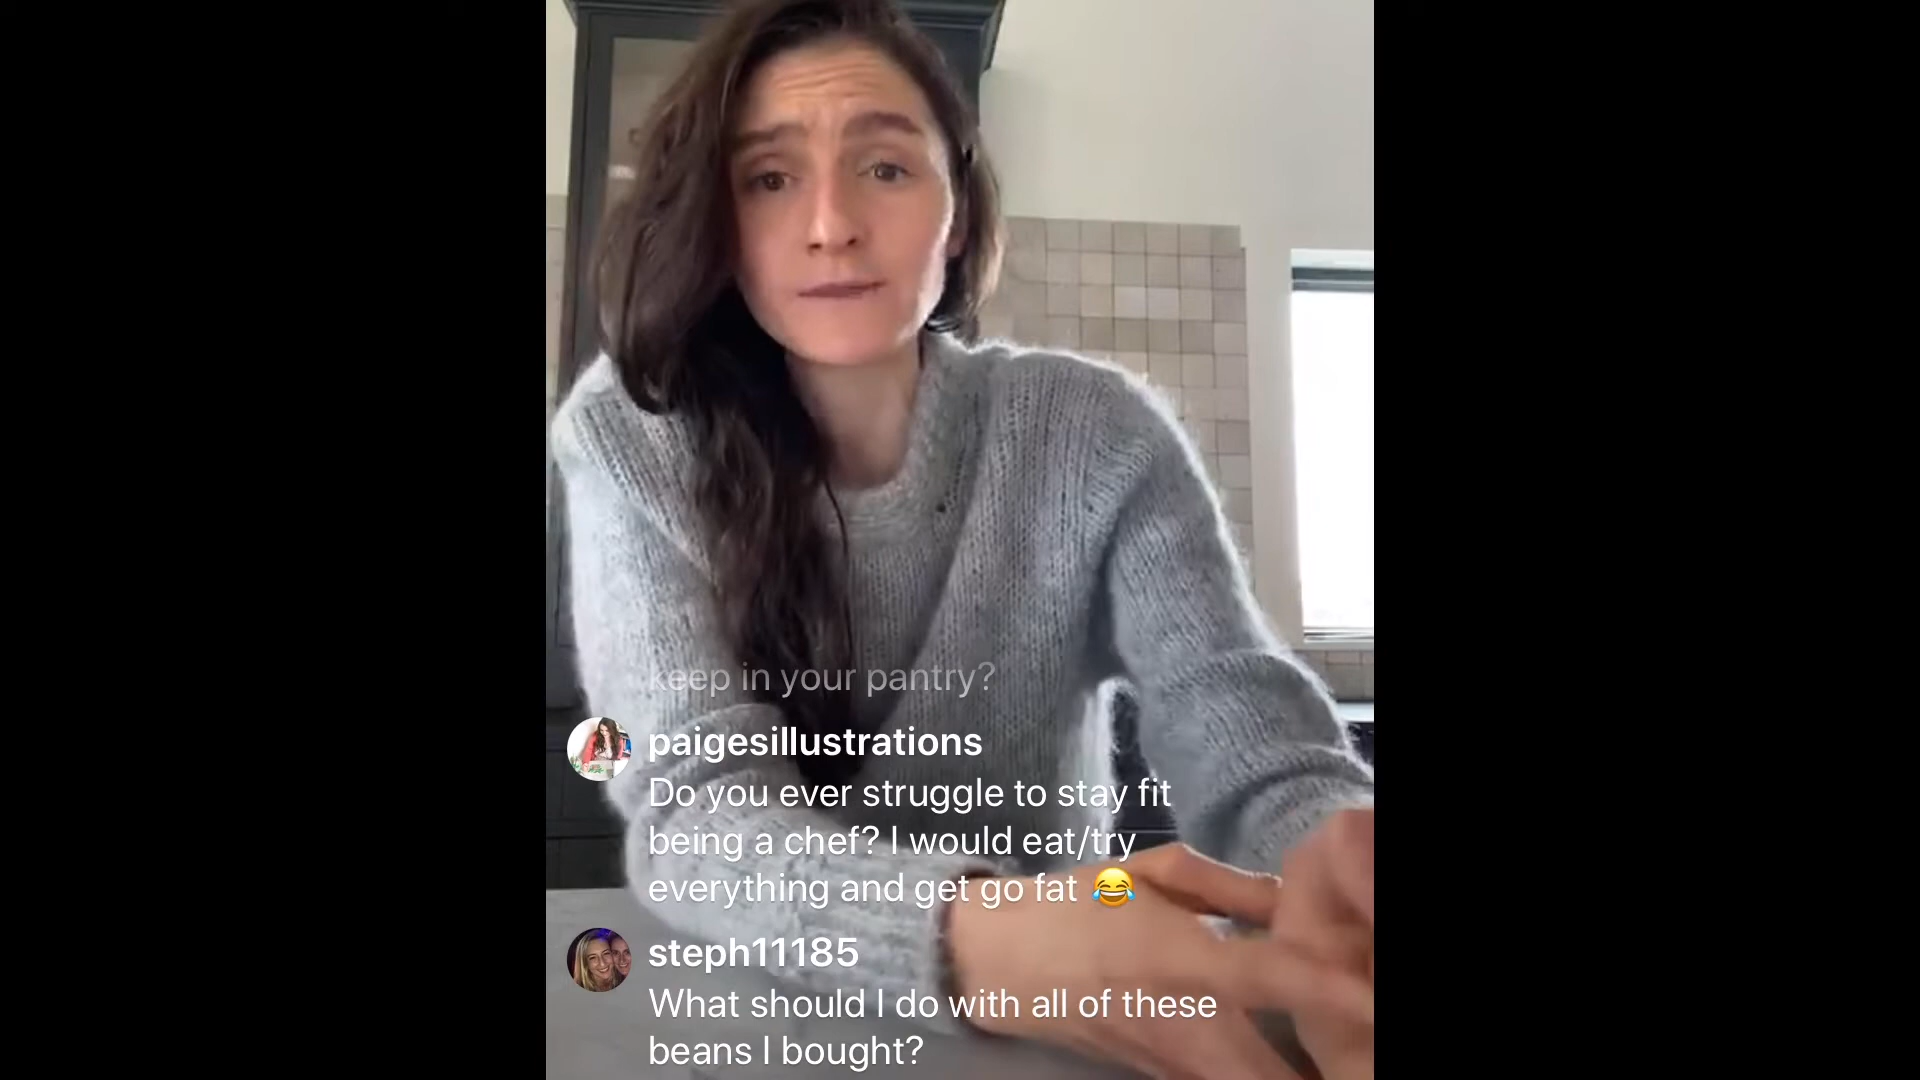 keep in your pantry?
paigesillustrations
Do you ever struggle to stay fit
being a chef? I would eat/try
everything and get go fat 😂
steph11185
What should I do with all of these
beans I bought?